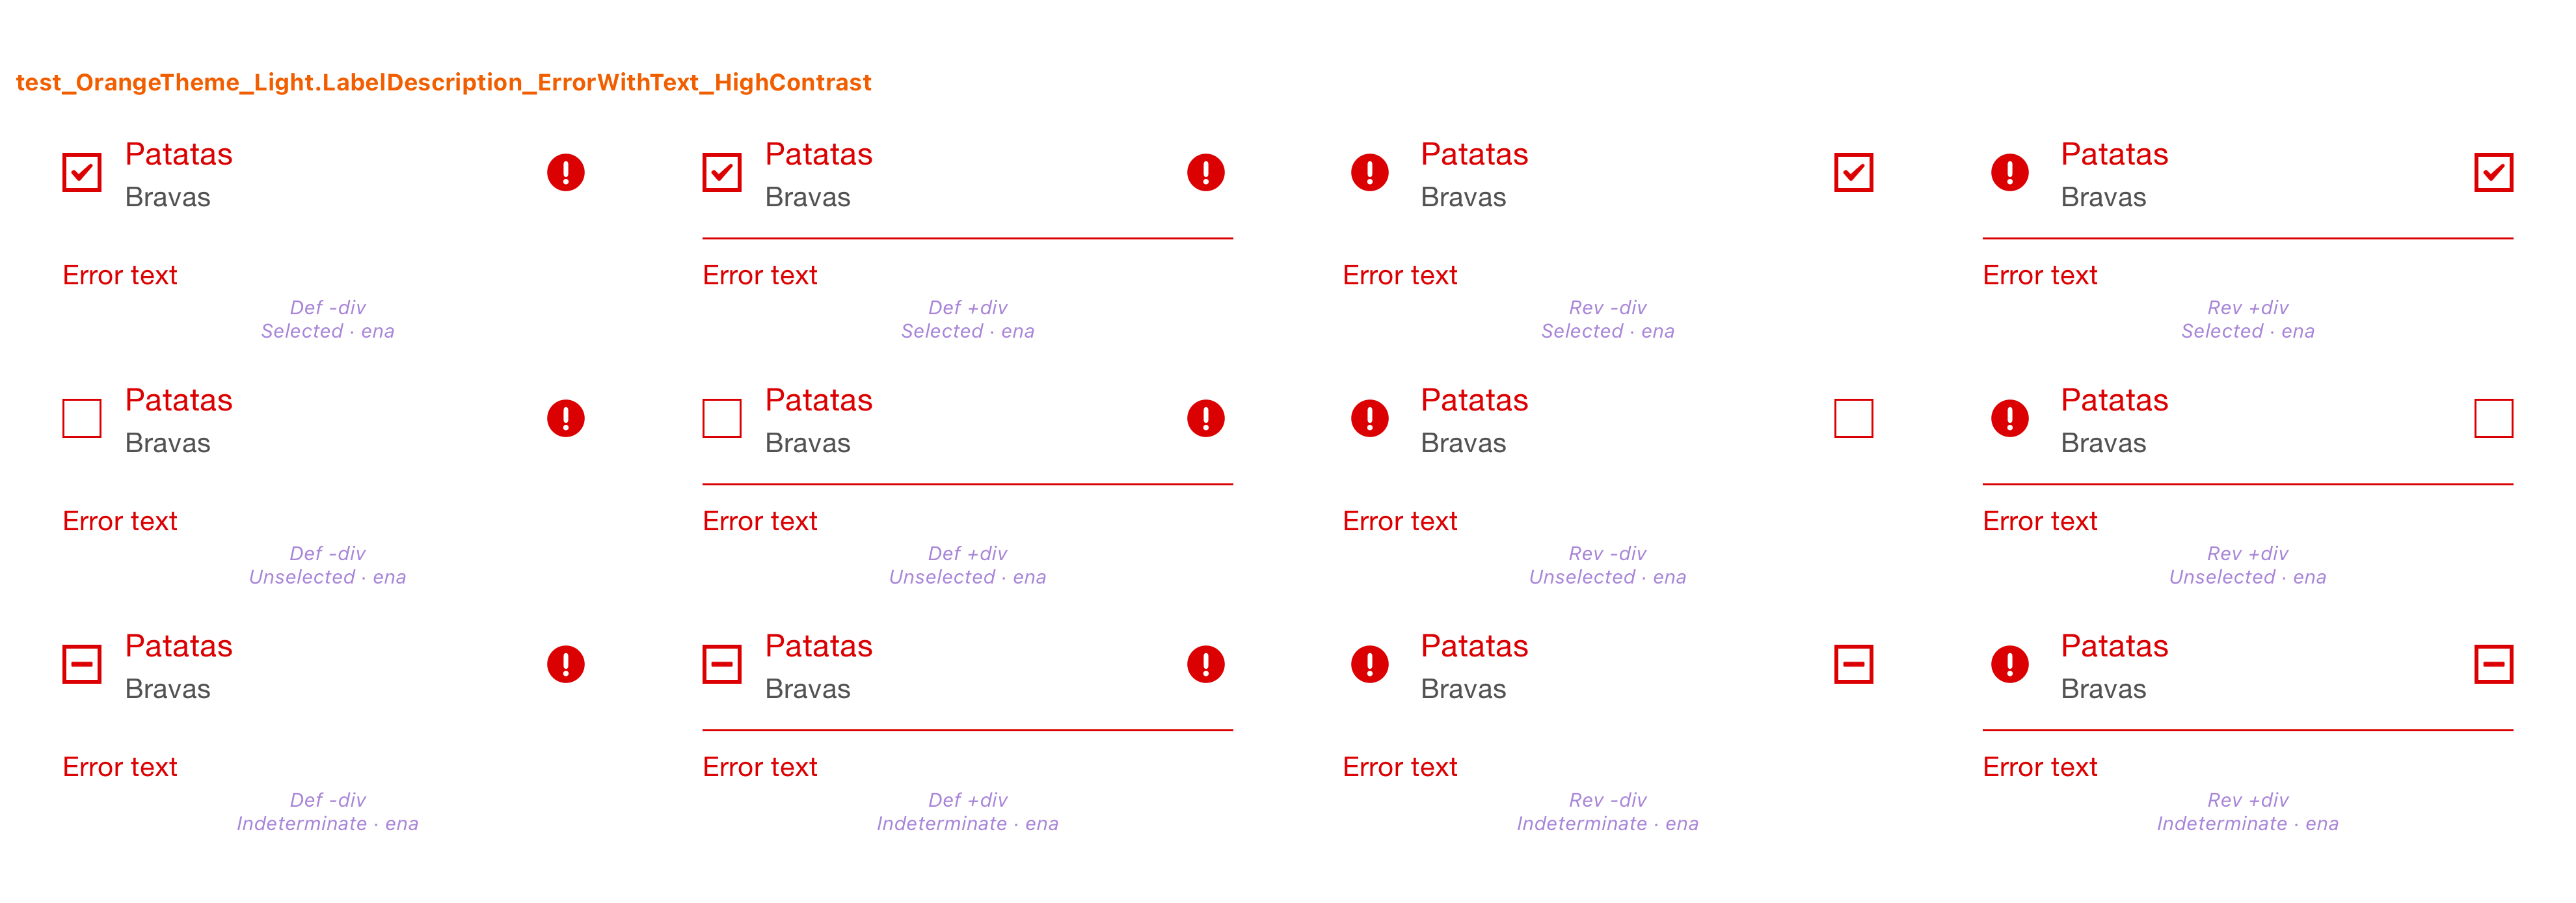 test_OrangeTheme_Light.LabelDescription_ErrorWithText_HighContrast
Patatas
Bravas
Error text
Def -div
Selected · ena
Patatas
Bravas
Error text
Def +div
Selected · ena
Patatas
Bravas
Error text
Rev -div
Selected · ena
Patatas
Bravas
Error text
Rev +div
Selected · ena
Patatas
Bravas
Error text
Def -div
Unselected · ena
Patatas
Bravas
Error text
Def +div
Unselected · ena
Patatas
Bravas
Error text
Rev -div
Unselected · ena
Patatas
Bravas
Error text
Rev +div
Unselected · ena
Patatas
Bravas
Error text
Def -div
Indeterminate · ena
Patatas
Bravas
Error text
Def +div
Indeterminate · ena
Patatas
Bravas
Error text
Rev -div
Indeterminate · ena
Patatas
Bravas
Error text
Rev +div
Indeterminate · ena